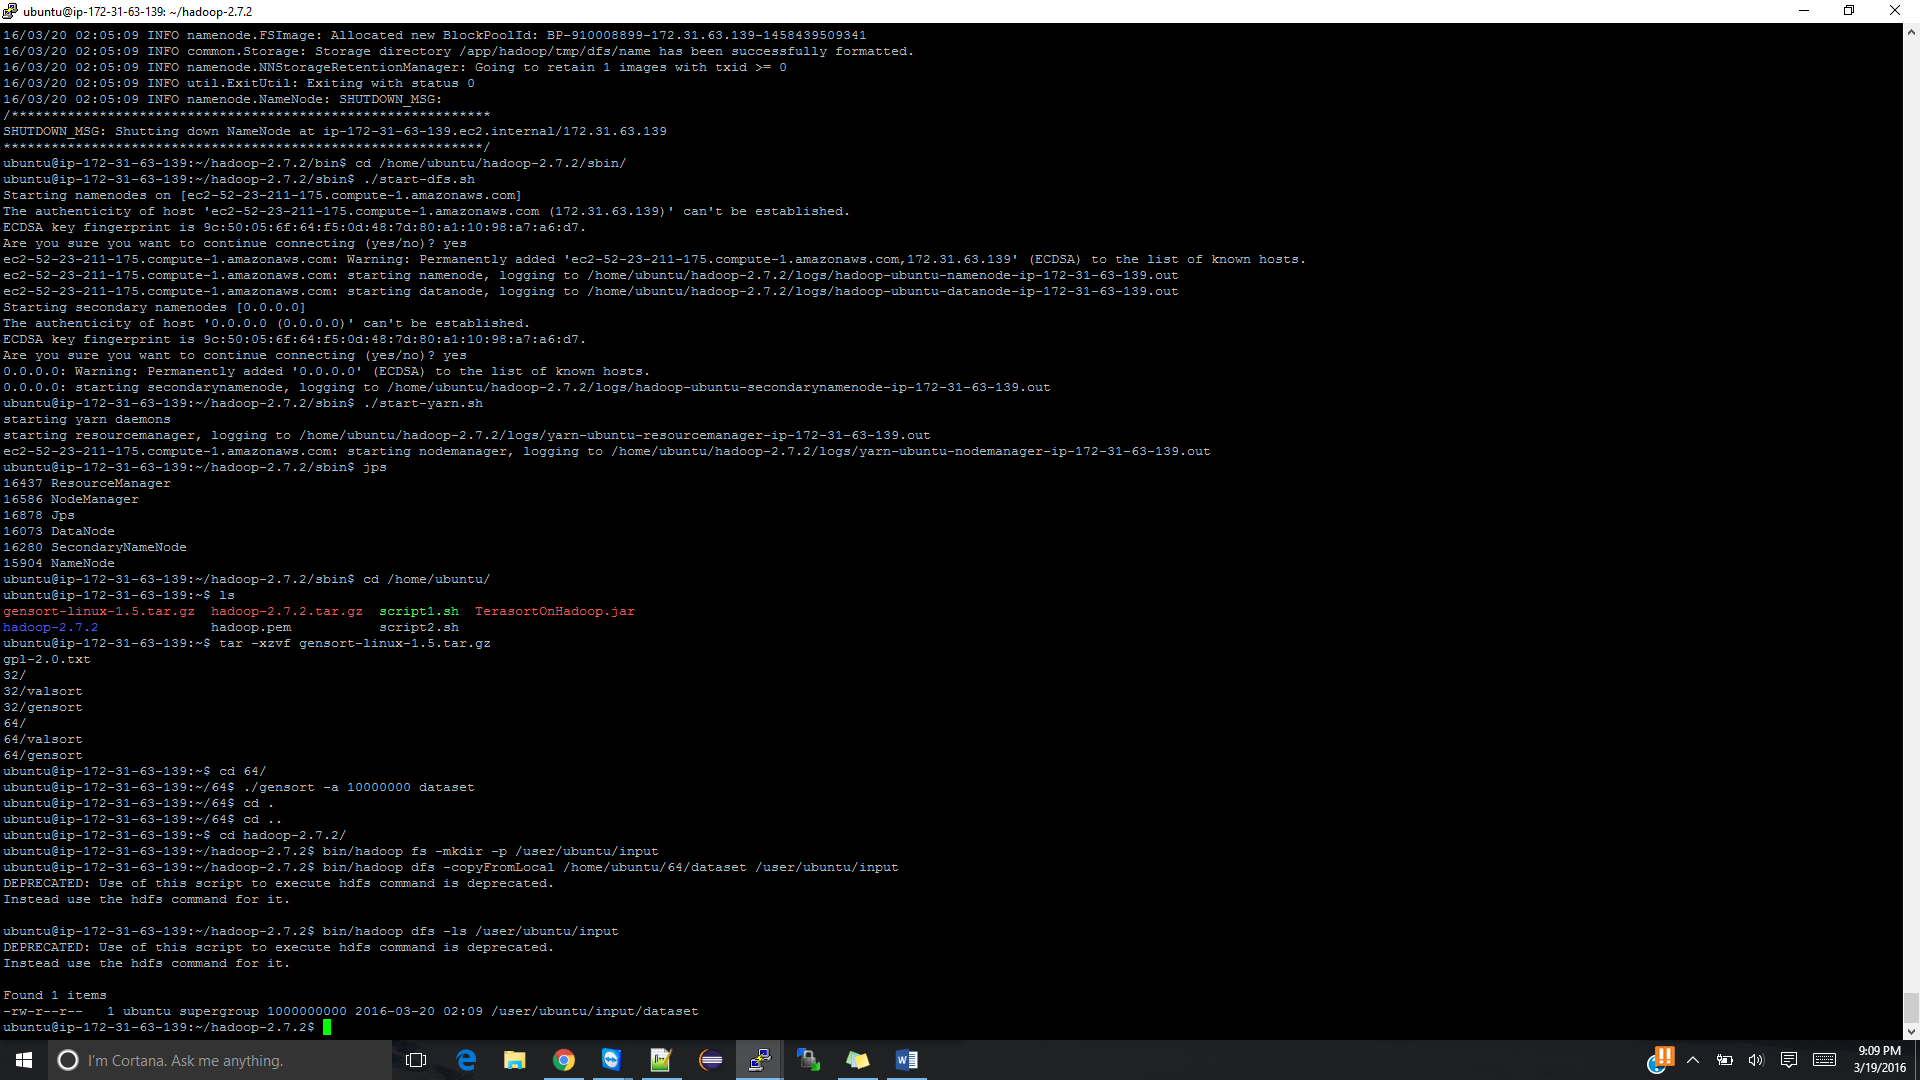 ubuntu@ip-172-31-63-139: ~/hadoop-2.7.2
16/03/20 02:05:09 INFO namenode.FSImage: Allocated new BlockPoolId: BP-910008899-172.31.63.139-1458439509341
16/03/20 02:05:09 INFO common.Storage: Storage directory /app/hadoop/tmp/dfs/name has been successfully formatted.
16/03/20 02:05:09 INFO namenode.NNStorageRetentionManager: Going to retain 1 images with txid >= 0
16/03/20 02:05:09 INFO util.ExitUtil: Exiting with status 0
16/03/20 02:05:09 INFO namenode.NameNode: SHUTDOWN_MSG:
/************************************************************
SHUTDOWN_MSG: Shutting down NameNode at ip-172-31-63-139.ec2.internal/172.31.63.139
************************************************************/
ubuntu@ip-172-31-63-139:~/hadoop-2.7.2/bin$ cd /home/ubuntu/hadoop-2.7.2/sbin/
ubuntu@ip-172-31-63-139:~/hadoop-2.7.2/sbin$ ./start-dfs.sh
Starting namenodes on [ec2-52-23-211-175.compute-1.amazonaws.com]
The authenticity of host 'ec2-52-23-211-175.compute-1.amazonaws.com (172.31.63.139)' can't be established.
ECDSA key fingerprint is 9c:50:05:6f:64:f5:0d:48:7d:80:a1:10:98:a7:a6:d7.
Are you sure you want to continue connecting (yes/no)? yes
ec2-52-23-211-175.compute-1.amazonaws.com: Warning: Permanently added 'ec2-52-23-211-175.compute-1.amazonaws.com,172.31.63.139' (ECDSA) to the list of known hosts.
ec2-52-23-211-175.compute-1.amazonaws.com: starting namenode, logging to /home/ubuntu/hadoop-2.7.2/logs/hadoop-ubuntu-namenode-ip-172-31-63-139.out
ec2-52-23-211-175.compute-1.amazonaws.com: starting datanode, logging to /home/ubuntu/hadoop-2.7.2/logs/hadoop-ubuntu-datanode-ip-172-31-63-139.out
Starting secondary namenodes [0.0.0.0]
The authenticity of host '0.0.0.0 (0.0.0.0)' can't be established.
ECDSA key fingerprint is 9c:50:05:6f:64:f5:0d:48:7d:80:a1:10:98:a7:a6:d7.
Are you sure you want to continue connecting (yes/no)? yes
0.0.0.0: Warning: Permanently added '0.0.0.0' (ECDSA) to the list of known hosts.
0.0.0.0: starting secondarynamenode, logging to /home/ubuntu/hadoop-2.7.2/logs/hadoop-ubuntu-secondarynamenode-ip-172-31-63-139.out
ubuntu@ip-172-31-63-139:~/hadoop-2.7.2/sbin$ ./start-yarn.sh
starting yarn daemons
starting resourcemanager, logging to /home/ubuntu/hadoop-2.7.2/logs/yarn-ubuntu-resourcemanager-ip-172-31-63-139.out
ec2-52-23-211-175.compute-1.amazonaws.com: starting nodemanager, logging to /home/ubuntu/hadoop-2.7.2/logs/yarn-ubuntu-nodemanager-ip-172-31-63-139.out
ubuntu@ip-172-31-63-139:~/hadoop-2.7.2/sbin$ jps
16437 ResourceManager
16586 NodeManager
16878 Jps
16073 DataNode
16280 SecondaryNameNode
15904 NameNode
ubuntu@ip-172-31-63-139:~/hadoop-2.7.2/sbin$ cd /home/ubuntu/
ubuntu@ip-172-31-63-139:~$ ls
gensort-linux-1.5.tar.gz  hadoop-2.7.2.tar.gz  script1.sh  TerasortOnHadoop.jar
hadoop-2.7.2              hadoop.pem           script2.sh
ubuntu@ip-172-31-63-139:~$ tar -xzvf gensort-linux-1.5.tar.gz
gpl-2.0.txt
32/
32/valsort
32/gensort
64/
64/valsort
64/gensort
ubuntu@ip-172-31-63-139:~$ cd 64/
ubuntu@ip-172-31-63-139:~/64$ ./gensort -a 10000000 dataset
ubuntu@ip-172-31-63-139:~/64$ cd .
ubuntu@ip-172-31-63-139:~/64$ cd ..
ubuntu@ip-172-31-63-139:~$ cd hadoop-2.7.2/
ubuntu@ip-172-31-63-139:~/hadoop-2.7.2$ bin/hadoop fs -mkdir -p /user/ubuntu/input
ubuntu@ip-172-31-63-139:~/hadoop-2.7.2$ bin/hadoop dfs -copyFromLocal /home/ubuntu/64/dataset /user/ubuntu/input
DEPRECATED: Use of this script to execute hdfs command is deprecated.
Instead use the hdfs command for it.
ubuntu@ip-172-31-63-139:~/hadoop-2.7.2$ bin/hadoop dfs -ls /user/ubuntu/input
DEPRECATED: Use of this script to execute hdfs command is deprecated.
Instead use the hdfs command for it.
Found 1 items
-rw-r--r--   1 ubuntu supergroup 1000000000 2016-03-20 02:09 /user/ubuntu/input/dataset
ubuntu@ip-172-31-63-139:~/hadoop-2.7.2$
I'm Cortana. Ask me anything.
9:09 PM
3/19/2016